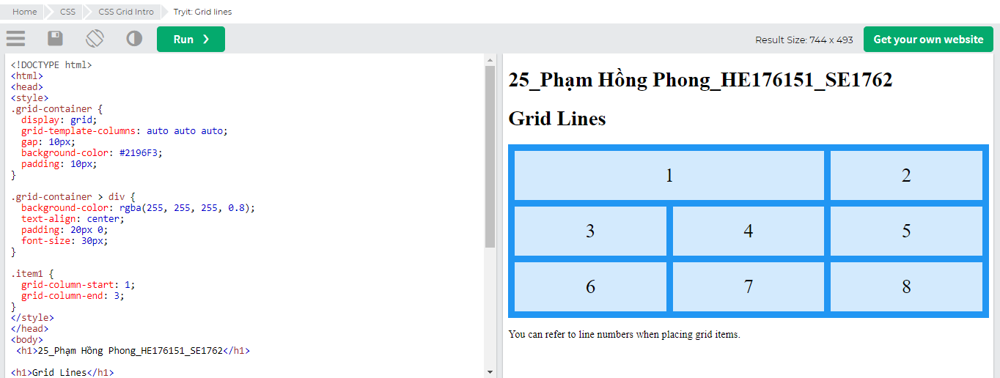 Home CSS CSS Grid Intro Tryit: Grid lines
Run ❯ Result Size: 744 x 493 Get your own website
<!DOCTYPE html>
<html>
<head>
<style>
.grid-container {
  display: grid;
  grid-template-columns: auto auto auto;
  gap: 10px;
  background-color: #2196F3;
  padding: 10px;
}
.grid-container > div {
  background-color: rgba(255, 255, 255, 0.8);
  text-align: center;
  padding: 20px 0;
  font-size: 30px;
}
.item1 {
  grid-column-start: 1;
  grid-column-end: 3;
}
</style>
</head>
<body>
 <h1>25_Phạm Hồng Phong_HE176151_SE1762</h1>
<h1>Grid Lines</h1>
25_Phạm Hồng Phong_HE176151_SE1762
Grid Lines
1 2
3 4 5
6 7 8
You can refer to line numbers when placing grid items.